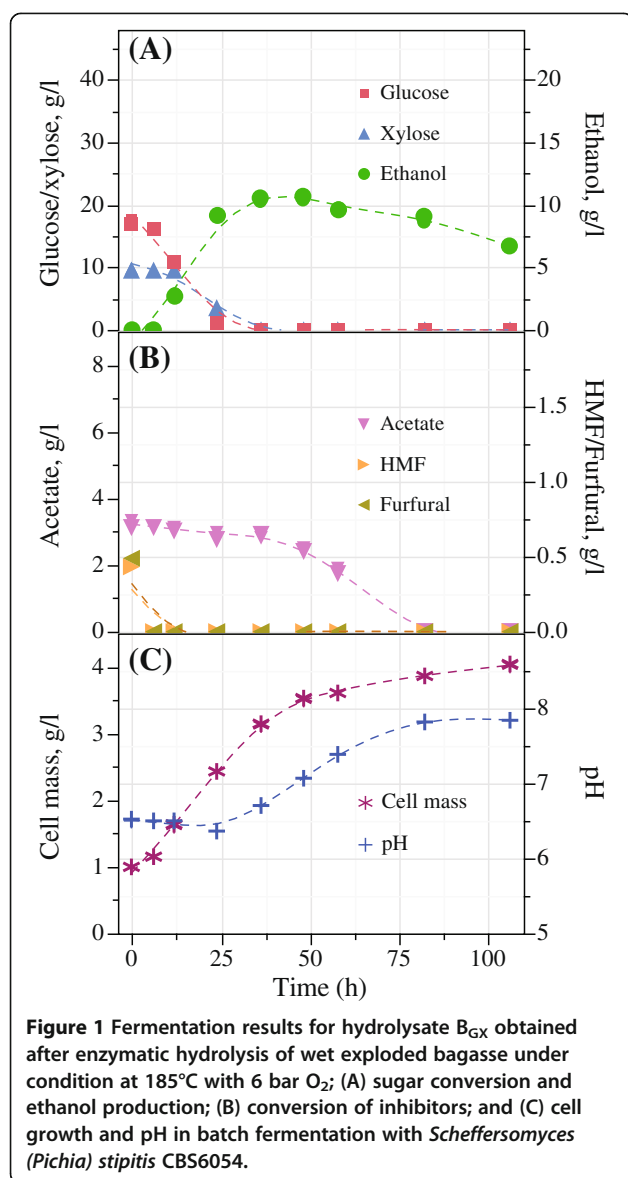 (A)
40
30
20
10
0
Glucose/xylose, g/l
Glucose
Xylose
Ethanol
20
15
10
5
0
Ethanol, g/l
(B)
8
6
4
2
0
Acetate, g/l
Acetate
HMF
Furfural
1.5
1.0
0.5
0.0
HMF/Furfural, g/l
(C)
4
3
2
1
0
Cell mass, g/l
Cell mass
pH
8
7
6
5
pH
0
25
50
75
100
Time (h)
Figure 1 Fermentation results for hydrolysate B_GX obtained
after enzymatic hydrolysis of wet exploded bagasse under
condition at 185°C with 6 bar O₂; (A) sugar conversion and
ethanol production; (B) conversion of inhibitors; and (C) cell
growth and pH in batch fermentation with Scheffersomyces
(Pichia) stipitis CBS6054.